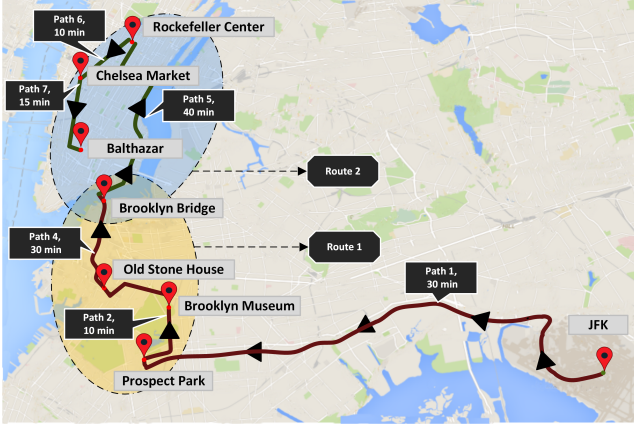 Path 6,
10 min
Rockefeller Center
Chelsea Market
Path 7,
15 min
Path 5,
40 min
Balthazar
Route 2
Brooklyn Bridge
Path 4,
30 min
Route 1
Old Stone House
Path 1,
30 min
Brooklyn Museum
Path 2,
10 min
JFK
Prospect Park